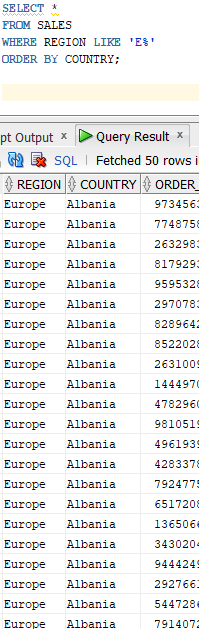 SELECT *
FROM SALES
WHERE REGION LIKE 'E%'
ORDER BY COUNTRY;
pt Output x Query Result x
SQL | Fetched 50 rows i
REGION COUNTRY ORDER_
Europe Albania 9734563
Europe Albania 7748758
Europe Albania 2632983
Europe Albania 8179293
Europe Albania 9595328
Europe Albania 2970783
Europe Albania 8289642
Europe Albania 8522028
Europe Albania 2631009
Europe Albania 1444970
Europe Albania 4782960
Europe Albania 9810519
Europe Albania 4961939
Europe Albania 4283378
Europe Albania 7924775
Europe Albania 6517208
Europe Albania 1365066
Europe Albania 3430204
Europe Albania 9444249
Europe Albania 2927661
Europe Albania 5447286
Europe Albania 7914072